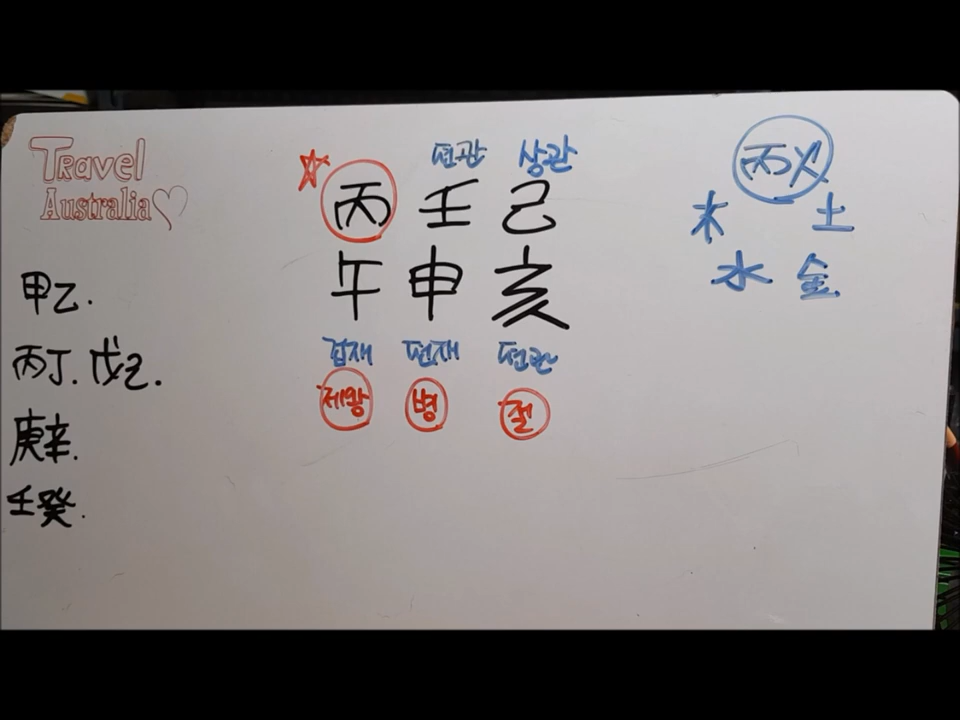 Travel
Australia
편관 상관
丙 壬 己
午 申 亥
겁재 편재 편관
제왕 병 절
甲乙.
丙丁. 戊己.
庚辛.
壬癸.
丙火
木 土
水 金